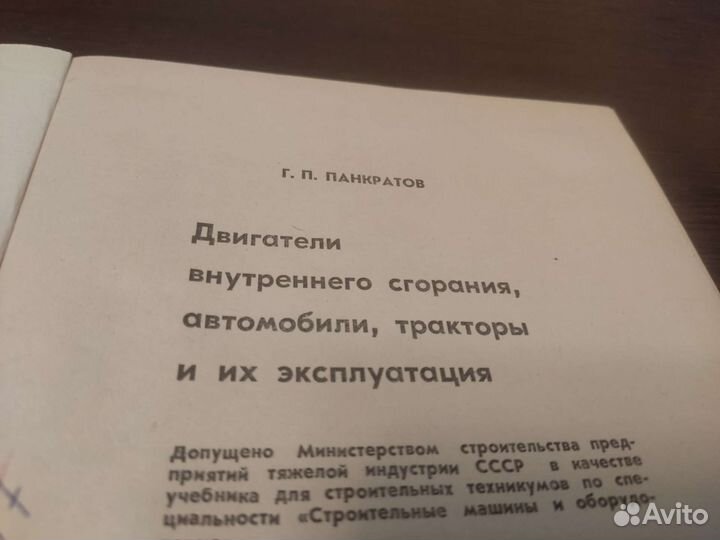 Г. П. ПАНКРАТОВ
Двигатели
внутреннего сгорания,
автомобили, тракторы
и их эксплуатация
Допущено Министерством строительства пред-
приятий тяжелой индустрии СССР в качестве
учебника для строительных техникумов по спе-
циальности «Строительные машины и оборудо-
Avito